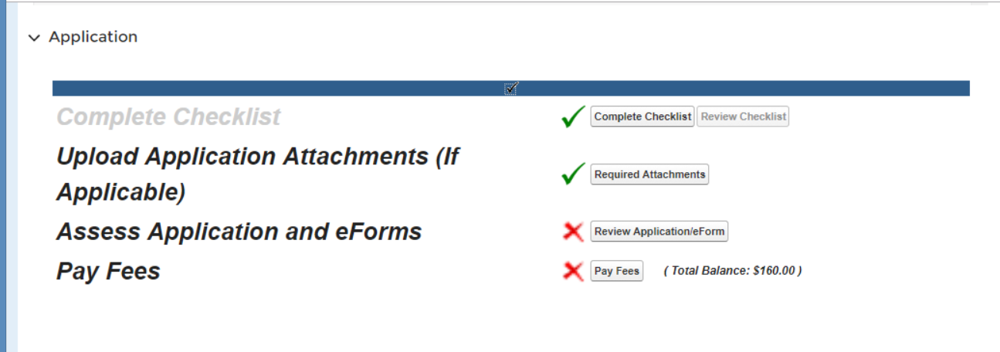 Application
Complete Checklist
Complete Checklist Review Checklist
Upload Application Attachments (If
Applicable)
Required Attachments
Assess Application and eForms
Review Application/eForm
Pay Fees
Pay Fees ( Total Balance: $160.00 )